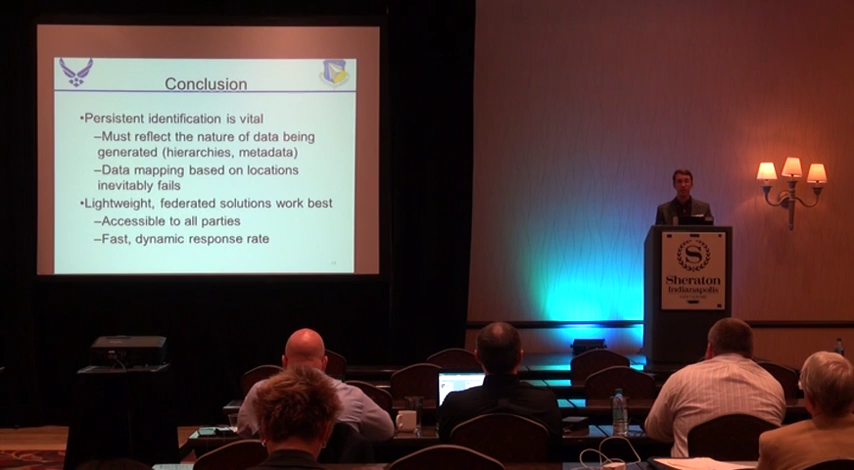 Conclusion
•Persistent identification is vital
–Must reflect the nature of data being
generated (hierarchies, metadata)
–Data mapping based on locations
inevitably fails
•Lightweight, federated solutions work best
–Accessible to all parties
–Fast, dynamic response rate
S
Sheraton
Indianapolis